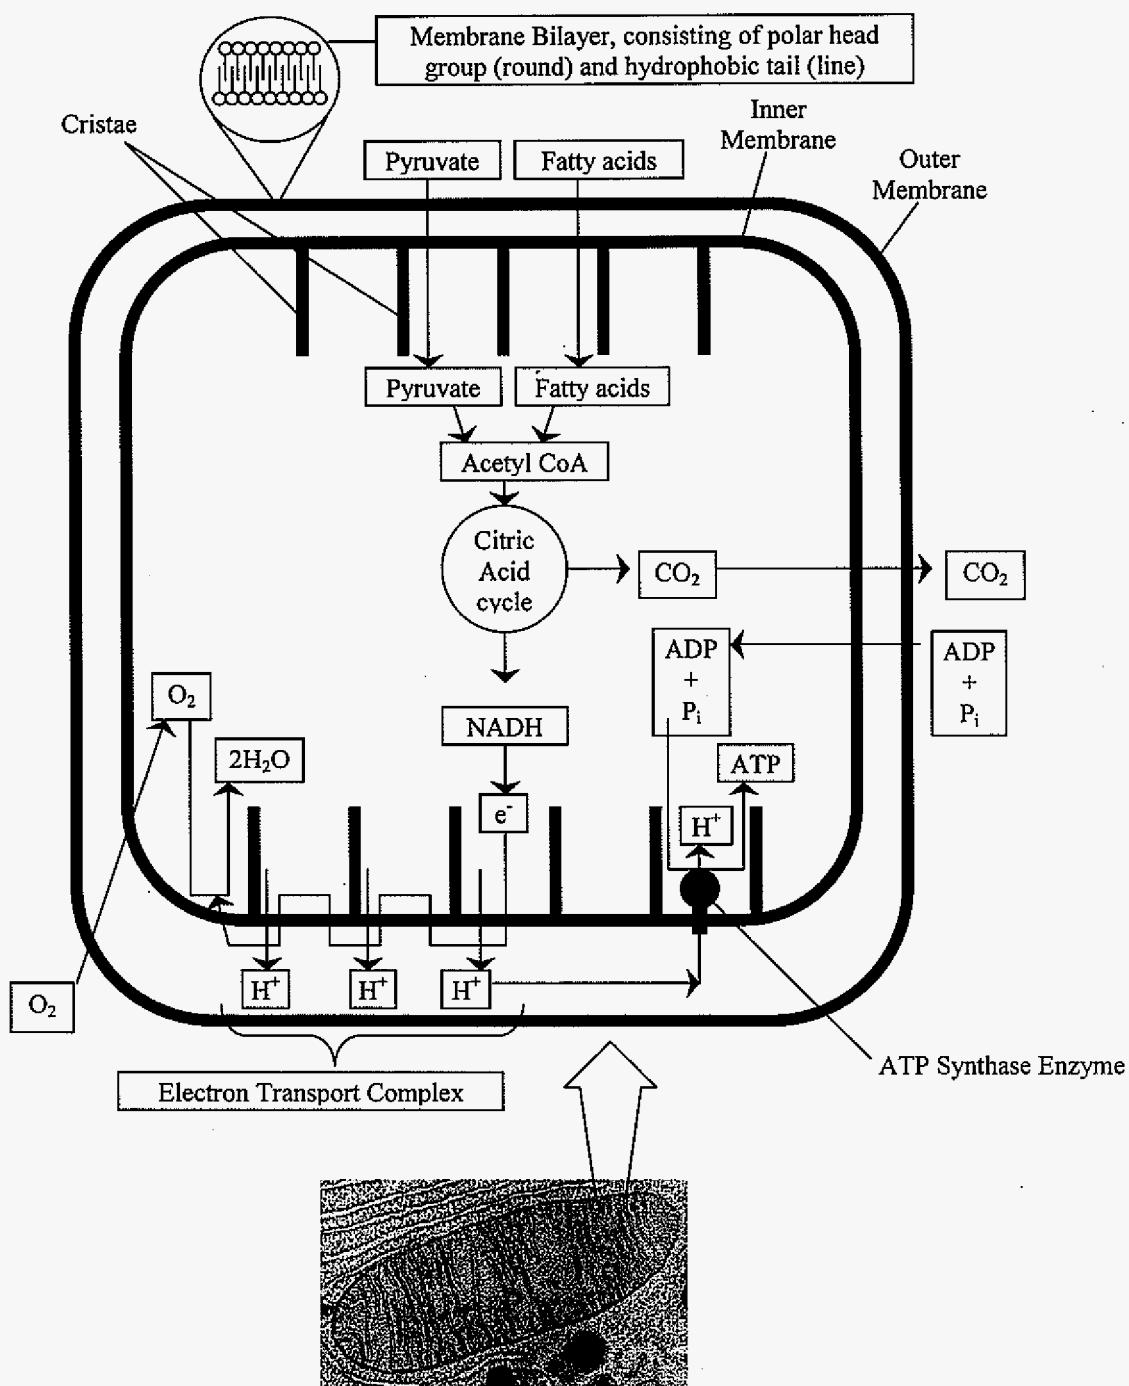 Membrane Bilayer, consisting of polar head
group (round) and hydrophobic tail (line)
Cristae
Inner
Membrane
Outer
Membrane
Pyruvate
Fatty acids
Pyruvate
Fatty acids
Acetyl CoA
Citric
Acid
cycle
CO₂
CO₂
ADP
+
Pᵢ
ADP
+
Pᵢ
O₂
NADH
2H₂O
ATP
e⁻
H⁺
H⁺
H⁺
H⁺
O₂
ATP Synthase Enzyme
Electron Transport Complex